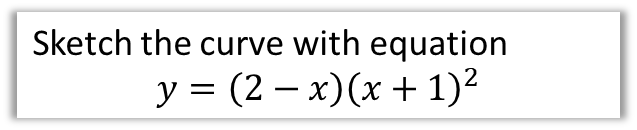 Sketch the curve with equation
𝑦 = (2 − 𝑥)(𝑥 + 1)²